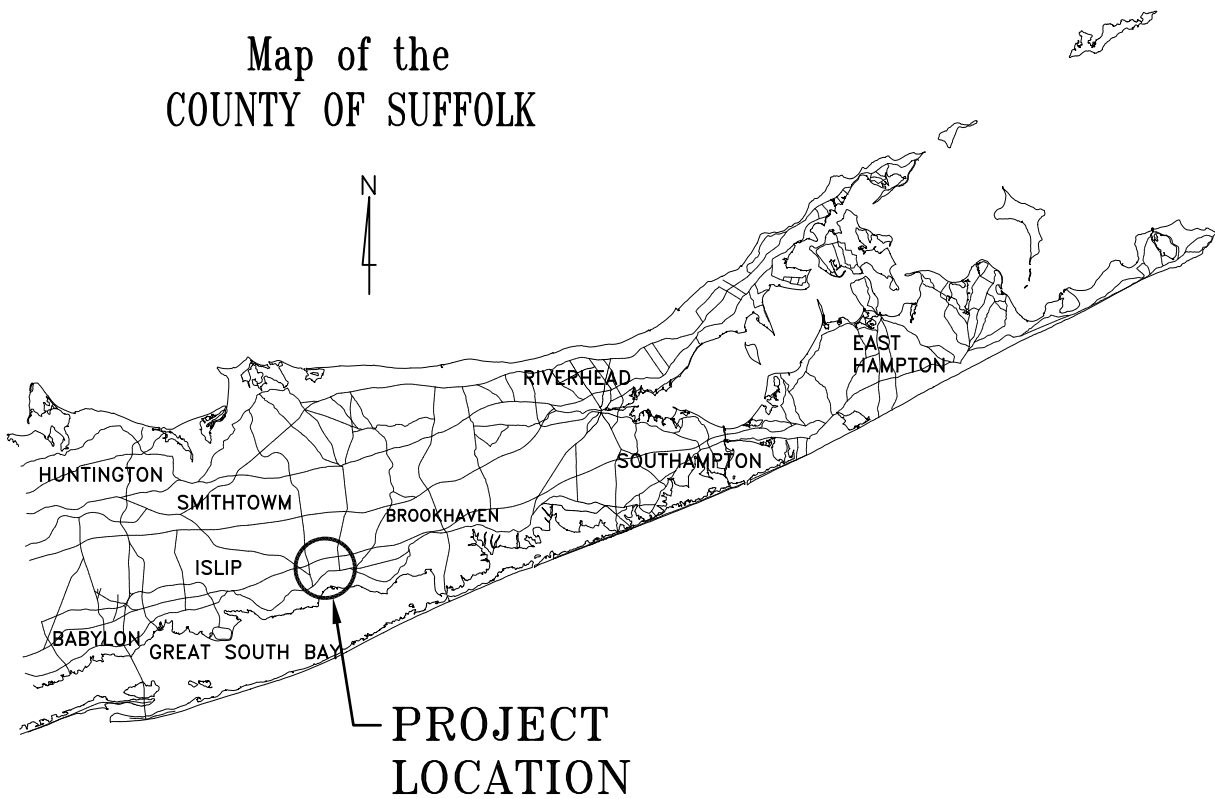 Map of the
COUNTY OF SUFFOLK
N
EAST
HAMPTON
RIVERHEAD
SOUTHAMPTON
HUNTINGTON
SMITHTOWM
BROOKHAVEN
ISLIP
BABYLON
GREAT SOUTH BAY
PROJECT
LOCATION